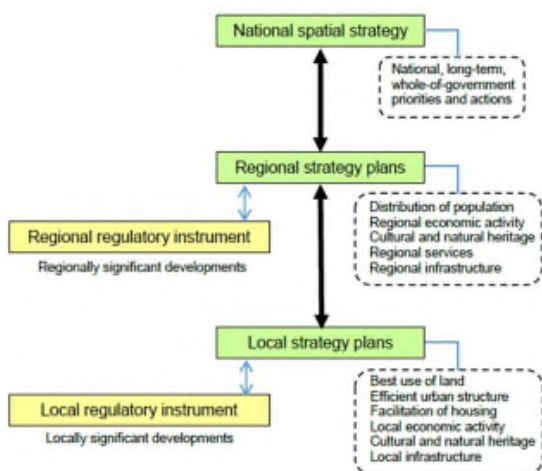 National spatial strategy
National, long-term,
whole-of-government
priorities and actions
Regional strategy plans
Distribution of population
Regional economic activity
Cultural and natural heritage
Regional services
Regional infrastructure
Regional regulatory instrument
Regionally significant developments
Local strategy plans
Best use of land
Efficient urban structure
Facilitation of housing
Local economic activity
Cultural and natural heritage
Local infrastructure
Local regulatory instrument
Locally significant developments